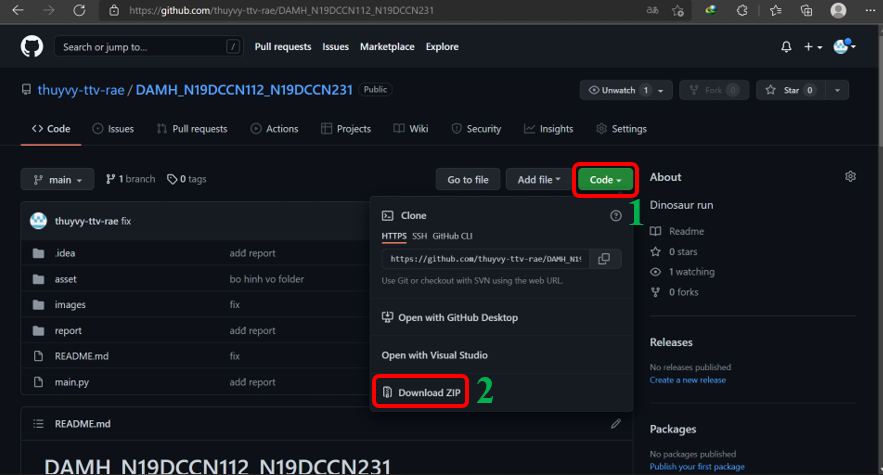 https://github.com/thuyvy-ttv-rae/DAMH_N19DCCN112_N19DCCN231
Search or jump to... /
Pull requests Issues Marketplace Explore
thuyvy-ttv-rae / DAMH_N19DCCN112_N19DCCN231 Public
Unwatch 1 Fork 0 Star 0
Code Issues Pull requests Actions Projects Wiki Security Insights Settings
main 1 branch 0 tags Go to file Add file Code
1
thuyvy-ttv-rae fix
.idea add report
asset bo hinh vo folder
images fix
report add report
README.md fix
main.py add report
Clone
HTTPS SSH GitHub CLI
https://github.com/thuyvy-ttv-rae/DAMH_N19
Use Git or checkout with SVN using the web URL.
Open with GitHub Desktop
Open with Visual Studio
Download ZIP 2
README.md
DAMH_N19DCCN112_N19DCCN231
About
Dinosaur run
Readme
0 stars
1 watching
0 forks
Releases
No releases published
Create a new release
Packages
No packages published
Publish your first package